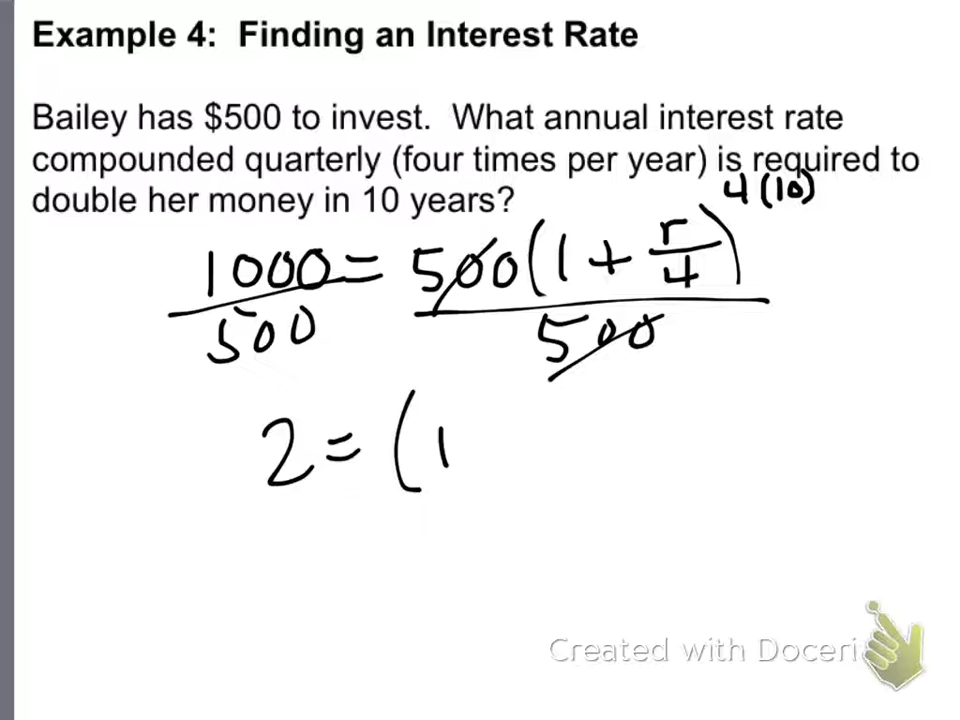 Example 4: Finding an Interest Rate
Bailey has $500 to invest. What annual interest rate
compounded quarterly (four times per year) is required to
double her money in 10 years?
1000/500 = 500(1 + r/4)^4(10)/500
2 = (1
Created with Doceri